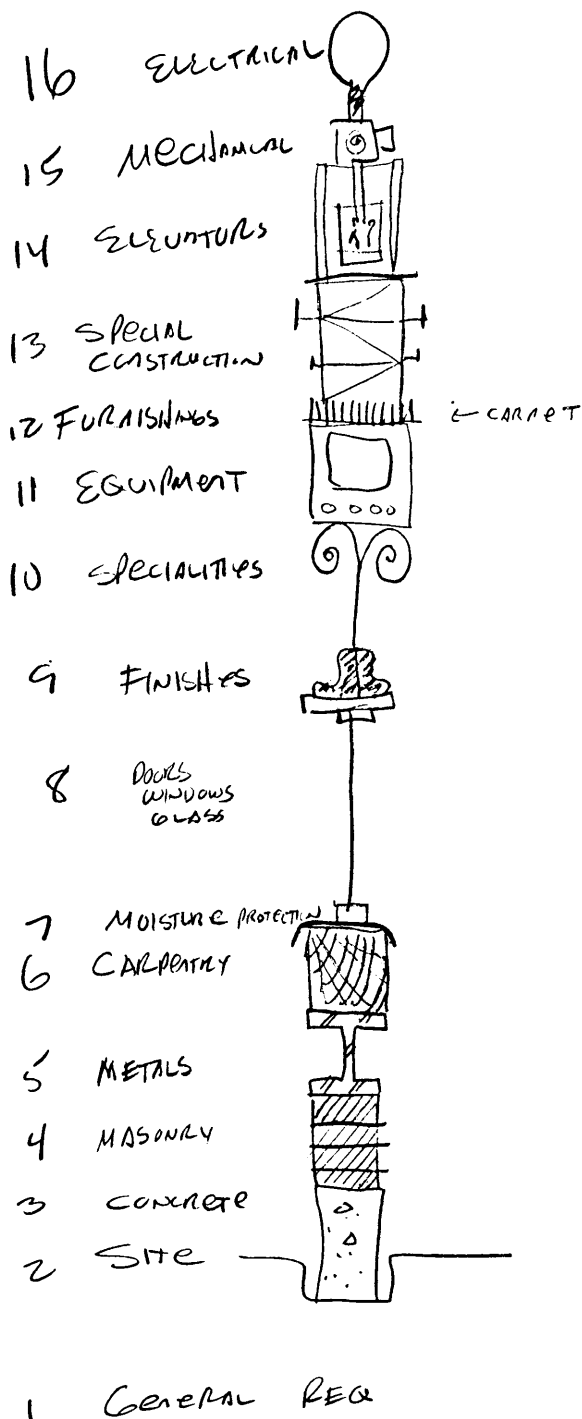 16 ELECTRICAL
15 MECHANICAL
14 ELEVATORS
13 SPECIAL
CONSTRUCTION
12 FURNISHINGS ← CARPET
11 EQUIPMENT
10 SPECIALITIES
9 FINISHES
8 DOORS
WINDOWS
GLASS
7 MOISTURE PROTECTION
6 CARPENTRY
5 METALS
4 MASONRY
3 CONCRETE
2 SITE
1 GENERAL REQ